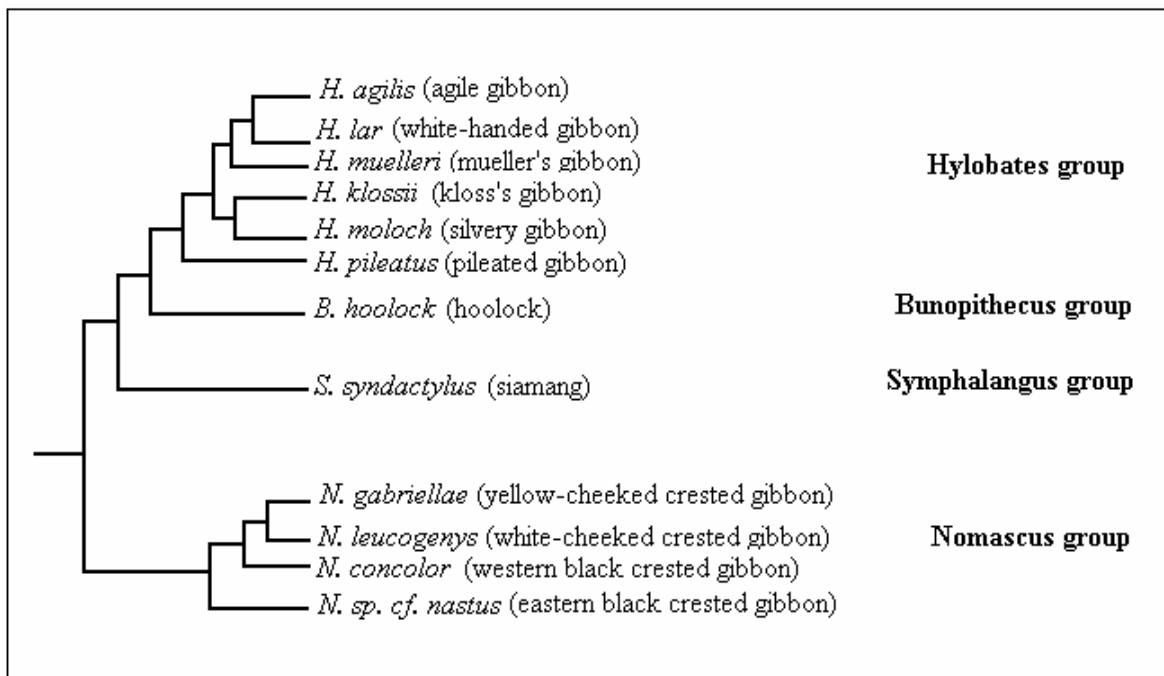 H. agilis (agile gibbon)
H. lar (white-handed gibbon)
H. muelleri (mueller's gibbon)
Hylobates group
H. klossii (kloss's gibbon)
H. moloch (silvery gibbon)
H. pileatus (pileated gibbon)
B. hoolock (hoolock)
Bunopithecus group
S. syndactylus (siamang)
Symphalangus group
N. gabriellae (yellow-cheeked crested gibbon)
N. leucogenys (white-cheeked crested gibbon)
Nomascus group
N. concolor (western black crested gibbon)
N. sp. cf. nastus (eastern black crested gibbon)